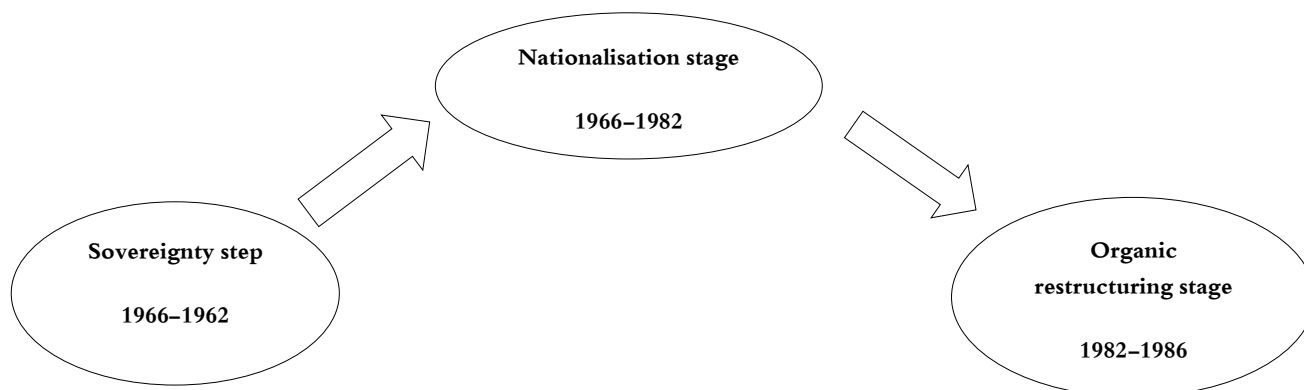 Nationalisation stage
1966–1982
Sovereignty step
1966–1962
Organic
restructuring stage
1982–1986